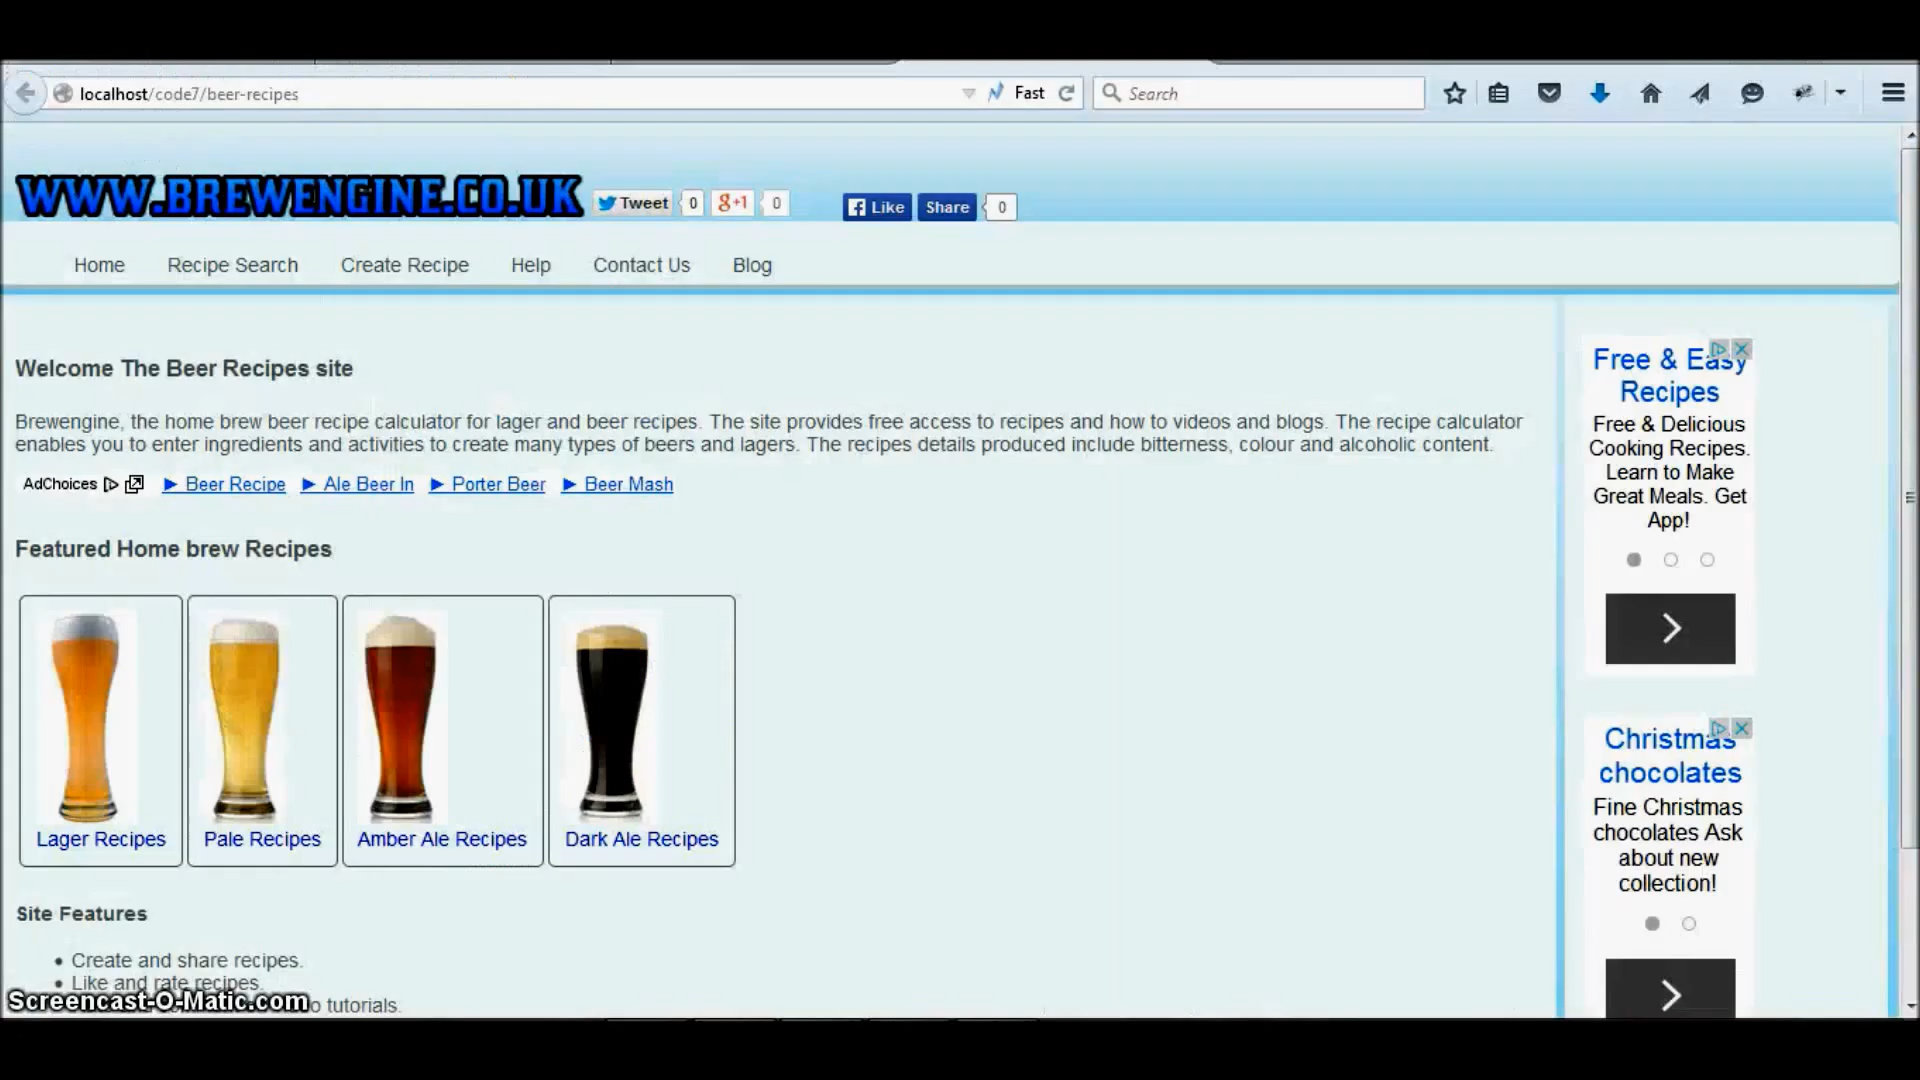 localhost/code7/beer-recipes
Fast
Search
WWW.BREWENGINE.CO.UK
Tweet 0 g+1 0
Like Share 0
Home Recipe Search Create Recipe Help Contact Us Blog
Welcome The Beer Recipes site
Brewengine, the home brew beer recipe calculator for lager and beer recipes. The site provides free access to recipes and how to videos and blogs. The recipe calculator
enables you to enter ingredients and activities to create many types of beers and lagers. The recipes details produced include bitterness, colour and alcoholic content.
AdChoices ► Beer Recipe ► Ale Beer In ► Porter Beer ► Beer Mash
Featured Home brew Recipes
Lager Recipes
Pale Recipes
Amber Ale Recipes
Dark Ale Recipes
Site Features
• Create and share recipes.
• Like and rate recipes.
tutorials.
Screencast-O-Matic.com
Free & Easy
Recipes
Free & Delicious
Cooking Recipes.
Learn to Make
Great Meals. Get
App!
Christmas
chocolates
Fine Christmas
chocolates Ask
about new
collection!